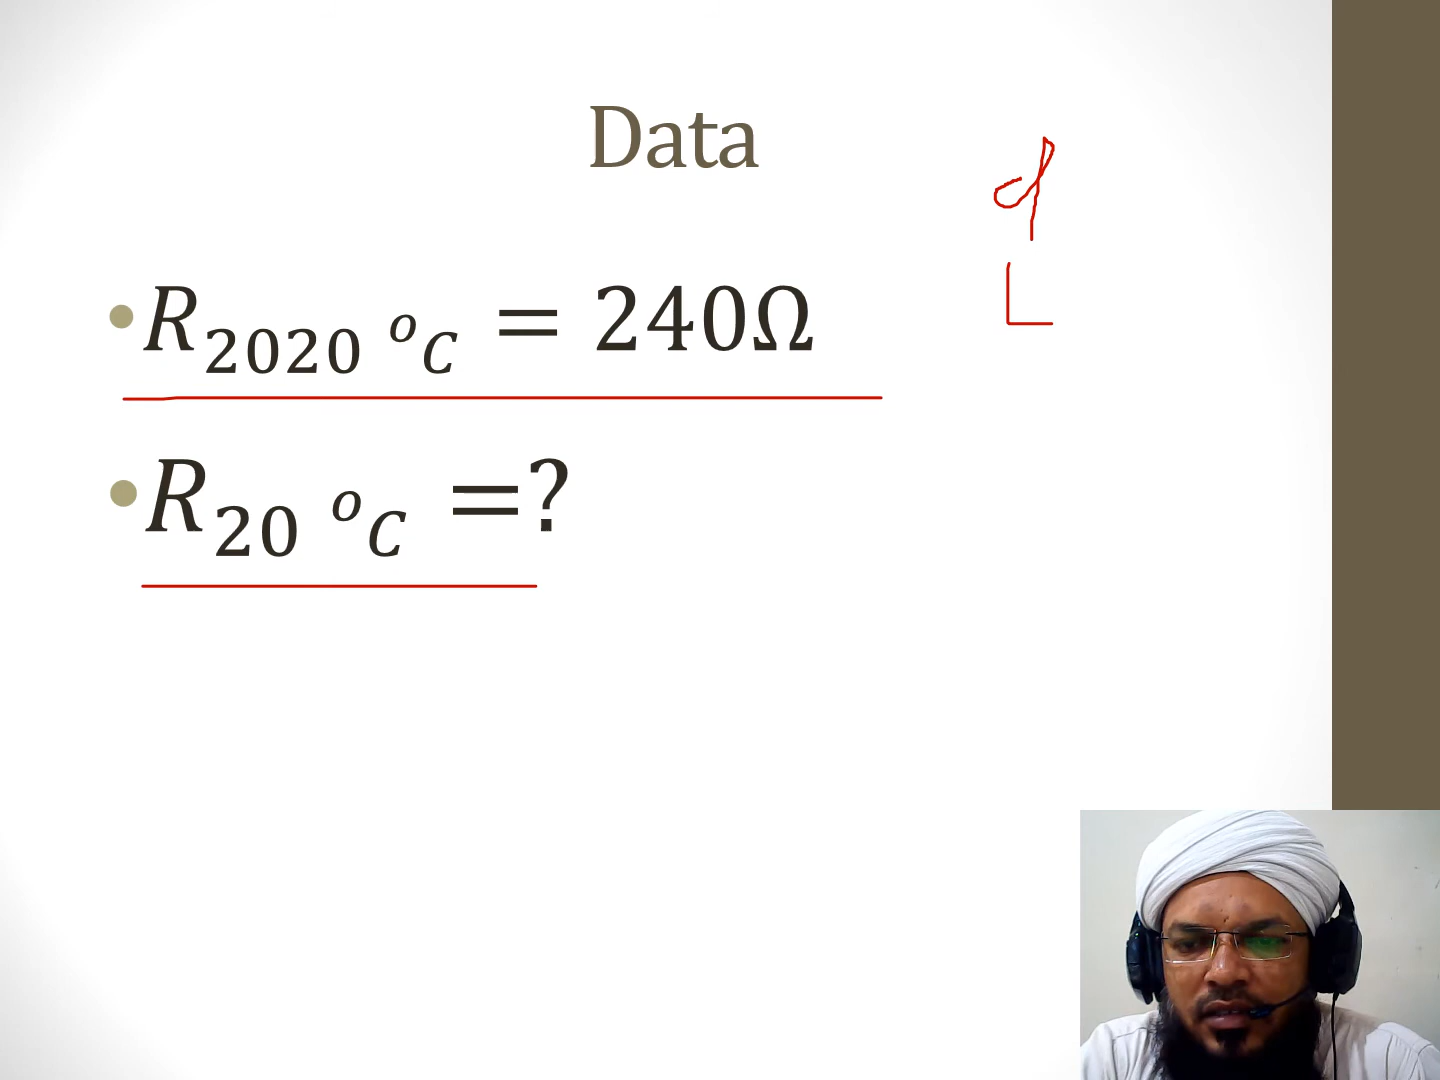 Data
d
• R₂₀₂₀ °C = 240Ω
L
• R₂₀ °C =?